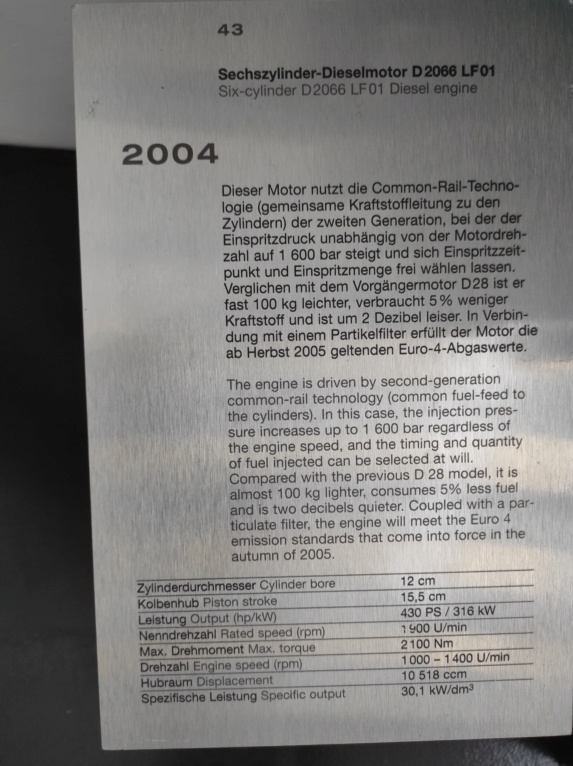 43
Sechszylinder-Dieselmotor D2066 LF01
Six-cylinder D2066 LF01 Diesel engine
2004
Dieser Motor nutzt die Common-Rail-Techno-
logie (gemeinsame Kraftstoffleitung zu den
Zylindern) der zweiten Generation, bei der der
Einspritzdruck unabhängig von der Motordreh-
zahl auf 1 600 bar steigt und sich Einspritzzeit-
punkt und Einspritzmenge frei wählen lassen.
Verglichen mit dem Vorgängermotor D28 ist er
fast 100 kg leichter, verbraucht 5 % weniger
Kraftstoff und ist um 2 Dezibel leiser. In Verbin-
dung mit einem Partikelfilter erfüllt der Motor die
ab Herbst 2005 geltenden Euro-4-Abgaswerte.
The engine is driven by second-generation
common-rail technology (common fuel-feed to
the cylinders). In this case, the injection pres-
sure increases up to 1 600 bar regardless of
the engine speed, and the timing and quantity
of fuel injected can be selected at will.
Compared with the previous D 28 model, it is
almost 100 kg lighter, consumes 5% less fuel
and is two decibels quieter. Coupled with a par-
ticulate filter, the engine will meet the Euro 4
emission standards that come into force in the
autumn of 2005.
Zylinderdurchmesser Cylinder bore 12 cm
Kolbenhub Piston stroke 15,5 cm
Leistung Output (hp/kW) 430 PS / 316 kW
Nenndrehzahl Rated speed (rpm) 1 900 U/min
Max. Drehmoment Max. torque 2 100 Nm
Drehzahl Engine speed (rpm) 1 000 – 1 400 U/min
Hubraum Displacement 10 518 ccm
Spezifische Leistung Specific output 30,1 kW/dm³